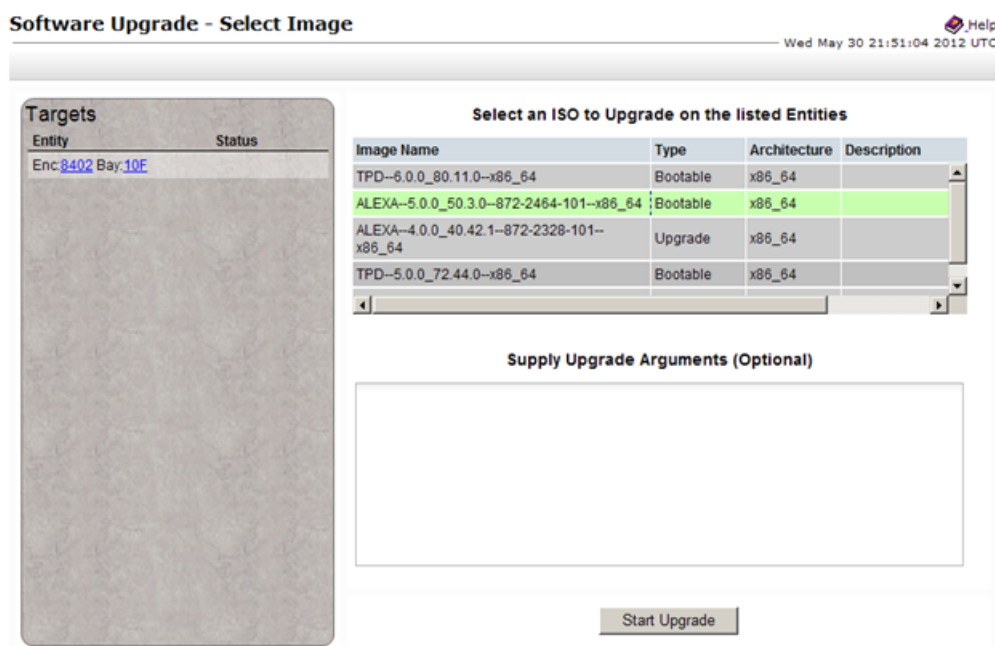 Software Upgrade - Select Image
Help
Wed May 30 21:51:04 2012 UTC
Targets
Entity Status
Enc:8402 Bay:10F
Select an ISO to Upgrade on the listed Entities
Image Name Type Architecture Description
TPD--6.0.0_80.11.0--x86_64 Bootable x86_64
ALEXA--5.0.0_50.3.0--872-2464-101--x86_64 Bootable x86_64
ALEXA--4.0.0_40.42.1--872-2328-101--
x86_64 Upgrade x86_64
TPD--5.0.0_72.44.0--x86_64 Bootable x86_64
Supply Upgrade Arguments (Optional)
Start Upgrade